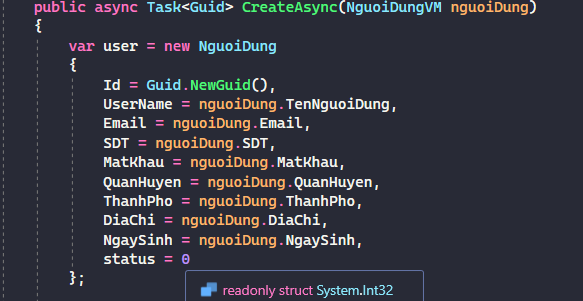 public async Task<Guid> CreateAsync(NguoiDungVM nguoiDung)
{
var user = new NguoiDung
{
Id = Guid.NewGuid(),
UserName = nguoiDung.TenNguoiDung,
Email = nguoiDung.Email,
SDT = nguoiDung.SDT,
MatKhau = nguoiDung.MatKhau,
QuanHuyen = nguoiDung.QuanHuyen,
ThanhPho = nguoiDung.ThanhPho,
DiaChi = nguoiDung.DiaChi,
NgaySinh = nguoiDung.NgaySinh,
status = 0
};
readonly struct System.Int32